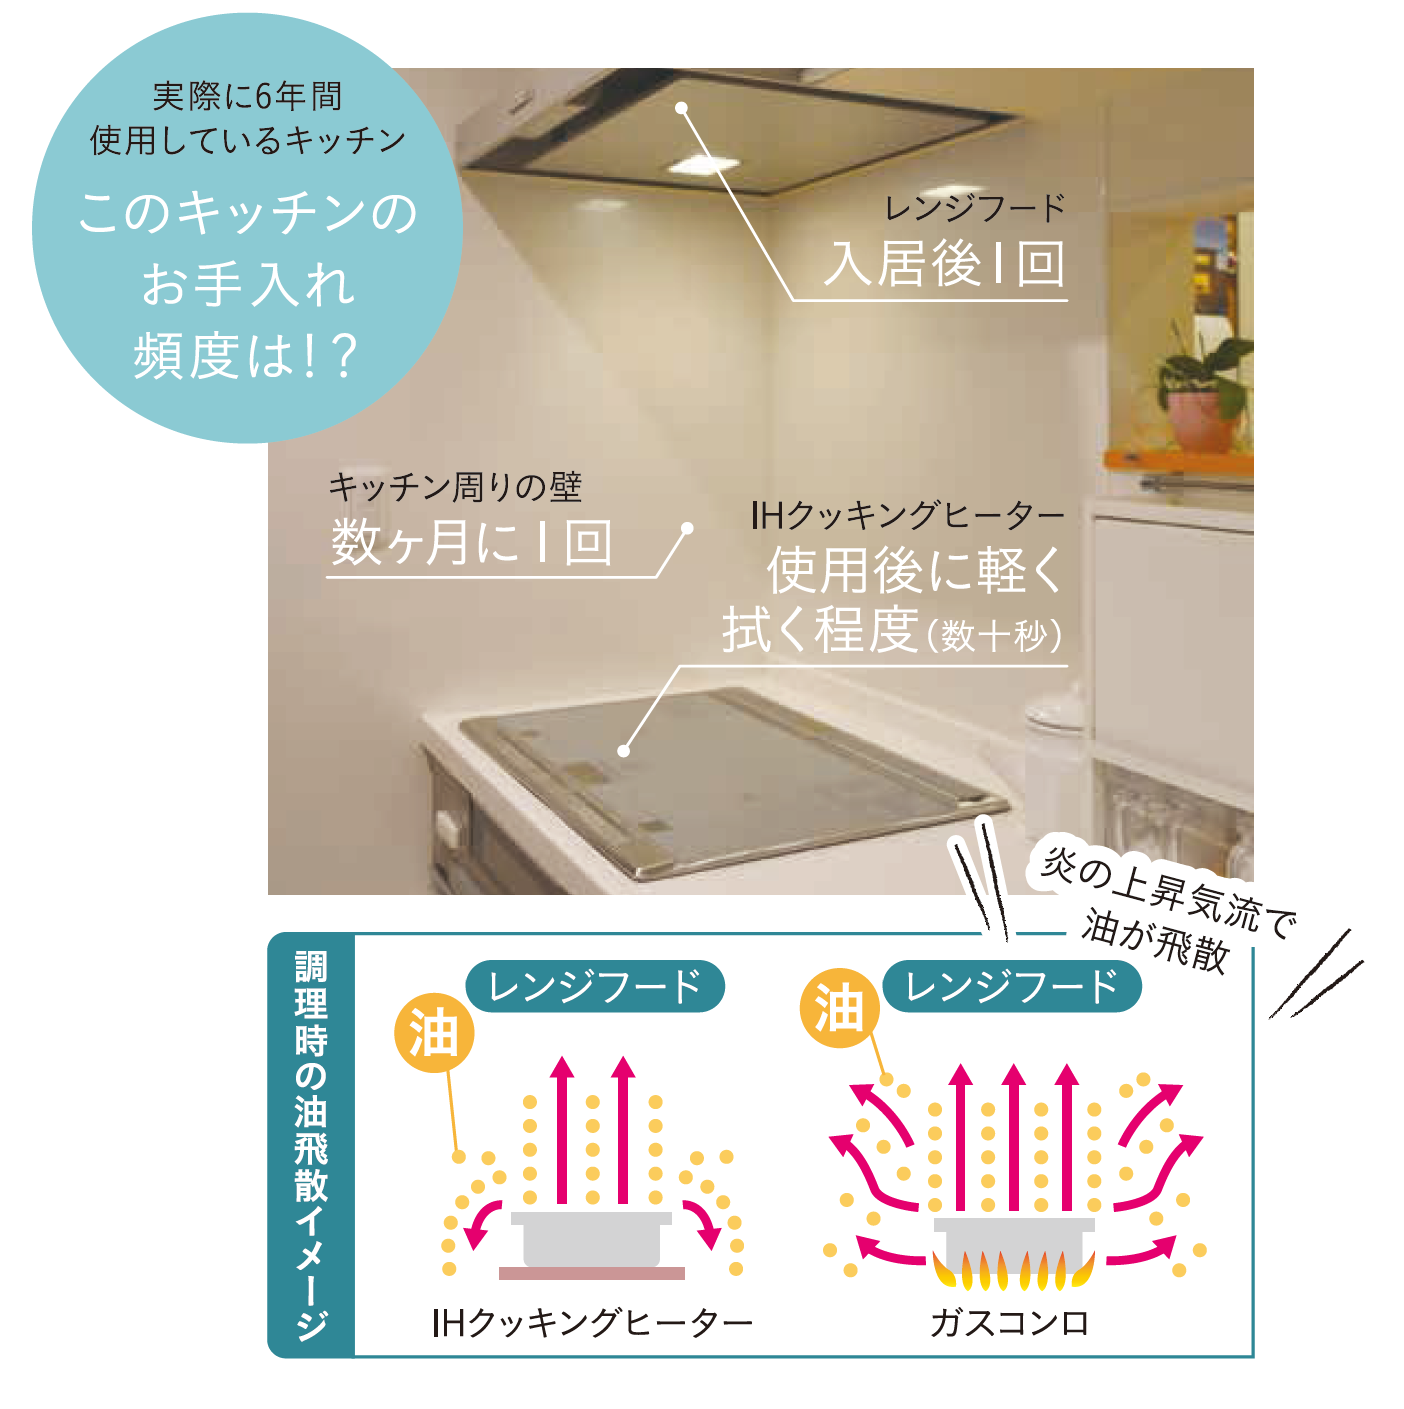 実際に6年間
使用しているキッチン
このキッチンの
お手入れ
頻度は!?
レンジフード
入居後1回
キッチン周りの壁
数ヶ月に1回
IHクッキングヒーター
使用後に軽く
拭く程度(数十秒)
炎の上昇気流で
油が飛散
調理時の油飛散イメージ
レンジフード
油
IHクッキングヒーター
レンジフード
油
ガスコンロ